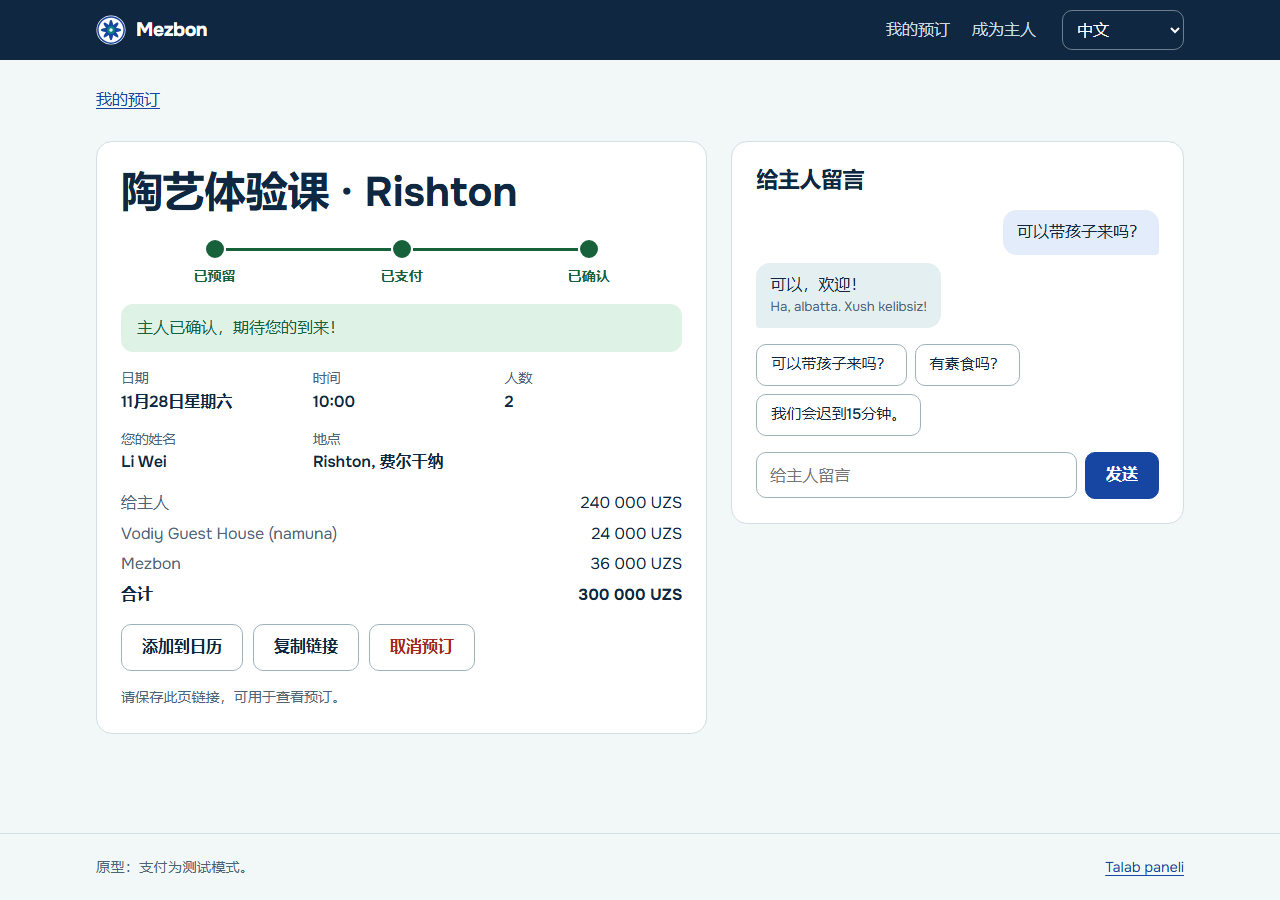 Mezbon
我的预订
成为主人
中文
我的预订
陶艺体验课 · Rishton
已预留
已支付
已确认
主人已确认，期待您的到来！
日期
时间
人数
11月28日星期六
10:00
2
您的姓名
地点
Li Wei
Rishton, 费尔干纳
给主人
240 000 UZS
Vodiy Guest House (namuna)
24 000 UZS
Mezbon
36 000 UZS
合计
300 000 UZS
添加到日历
复制链接
取消预订
请保存此页链接，可用于查看预订。
给主人留言
可以带孩子来吗？
可以，欢迎！
Ha, albatta. Xush kelibsiz!
可以带孩子来吗？
有素食吗？
我们会迟到15分钟。
给主人留言
发送
原型：支付为测试模式。
Talab paneli